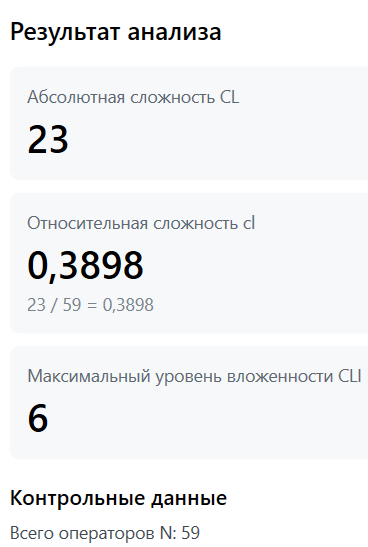 Результат анализа
Абсолютная сложность CL
23
Относительная сложность cl
0,3898
23 / 59 = 0,3898
Максимальный уровень вложенности CLI
6
Контрольные данные
Всего операторов N: 59